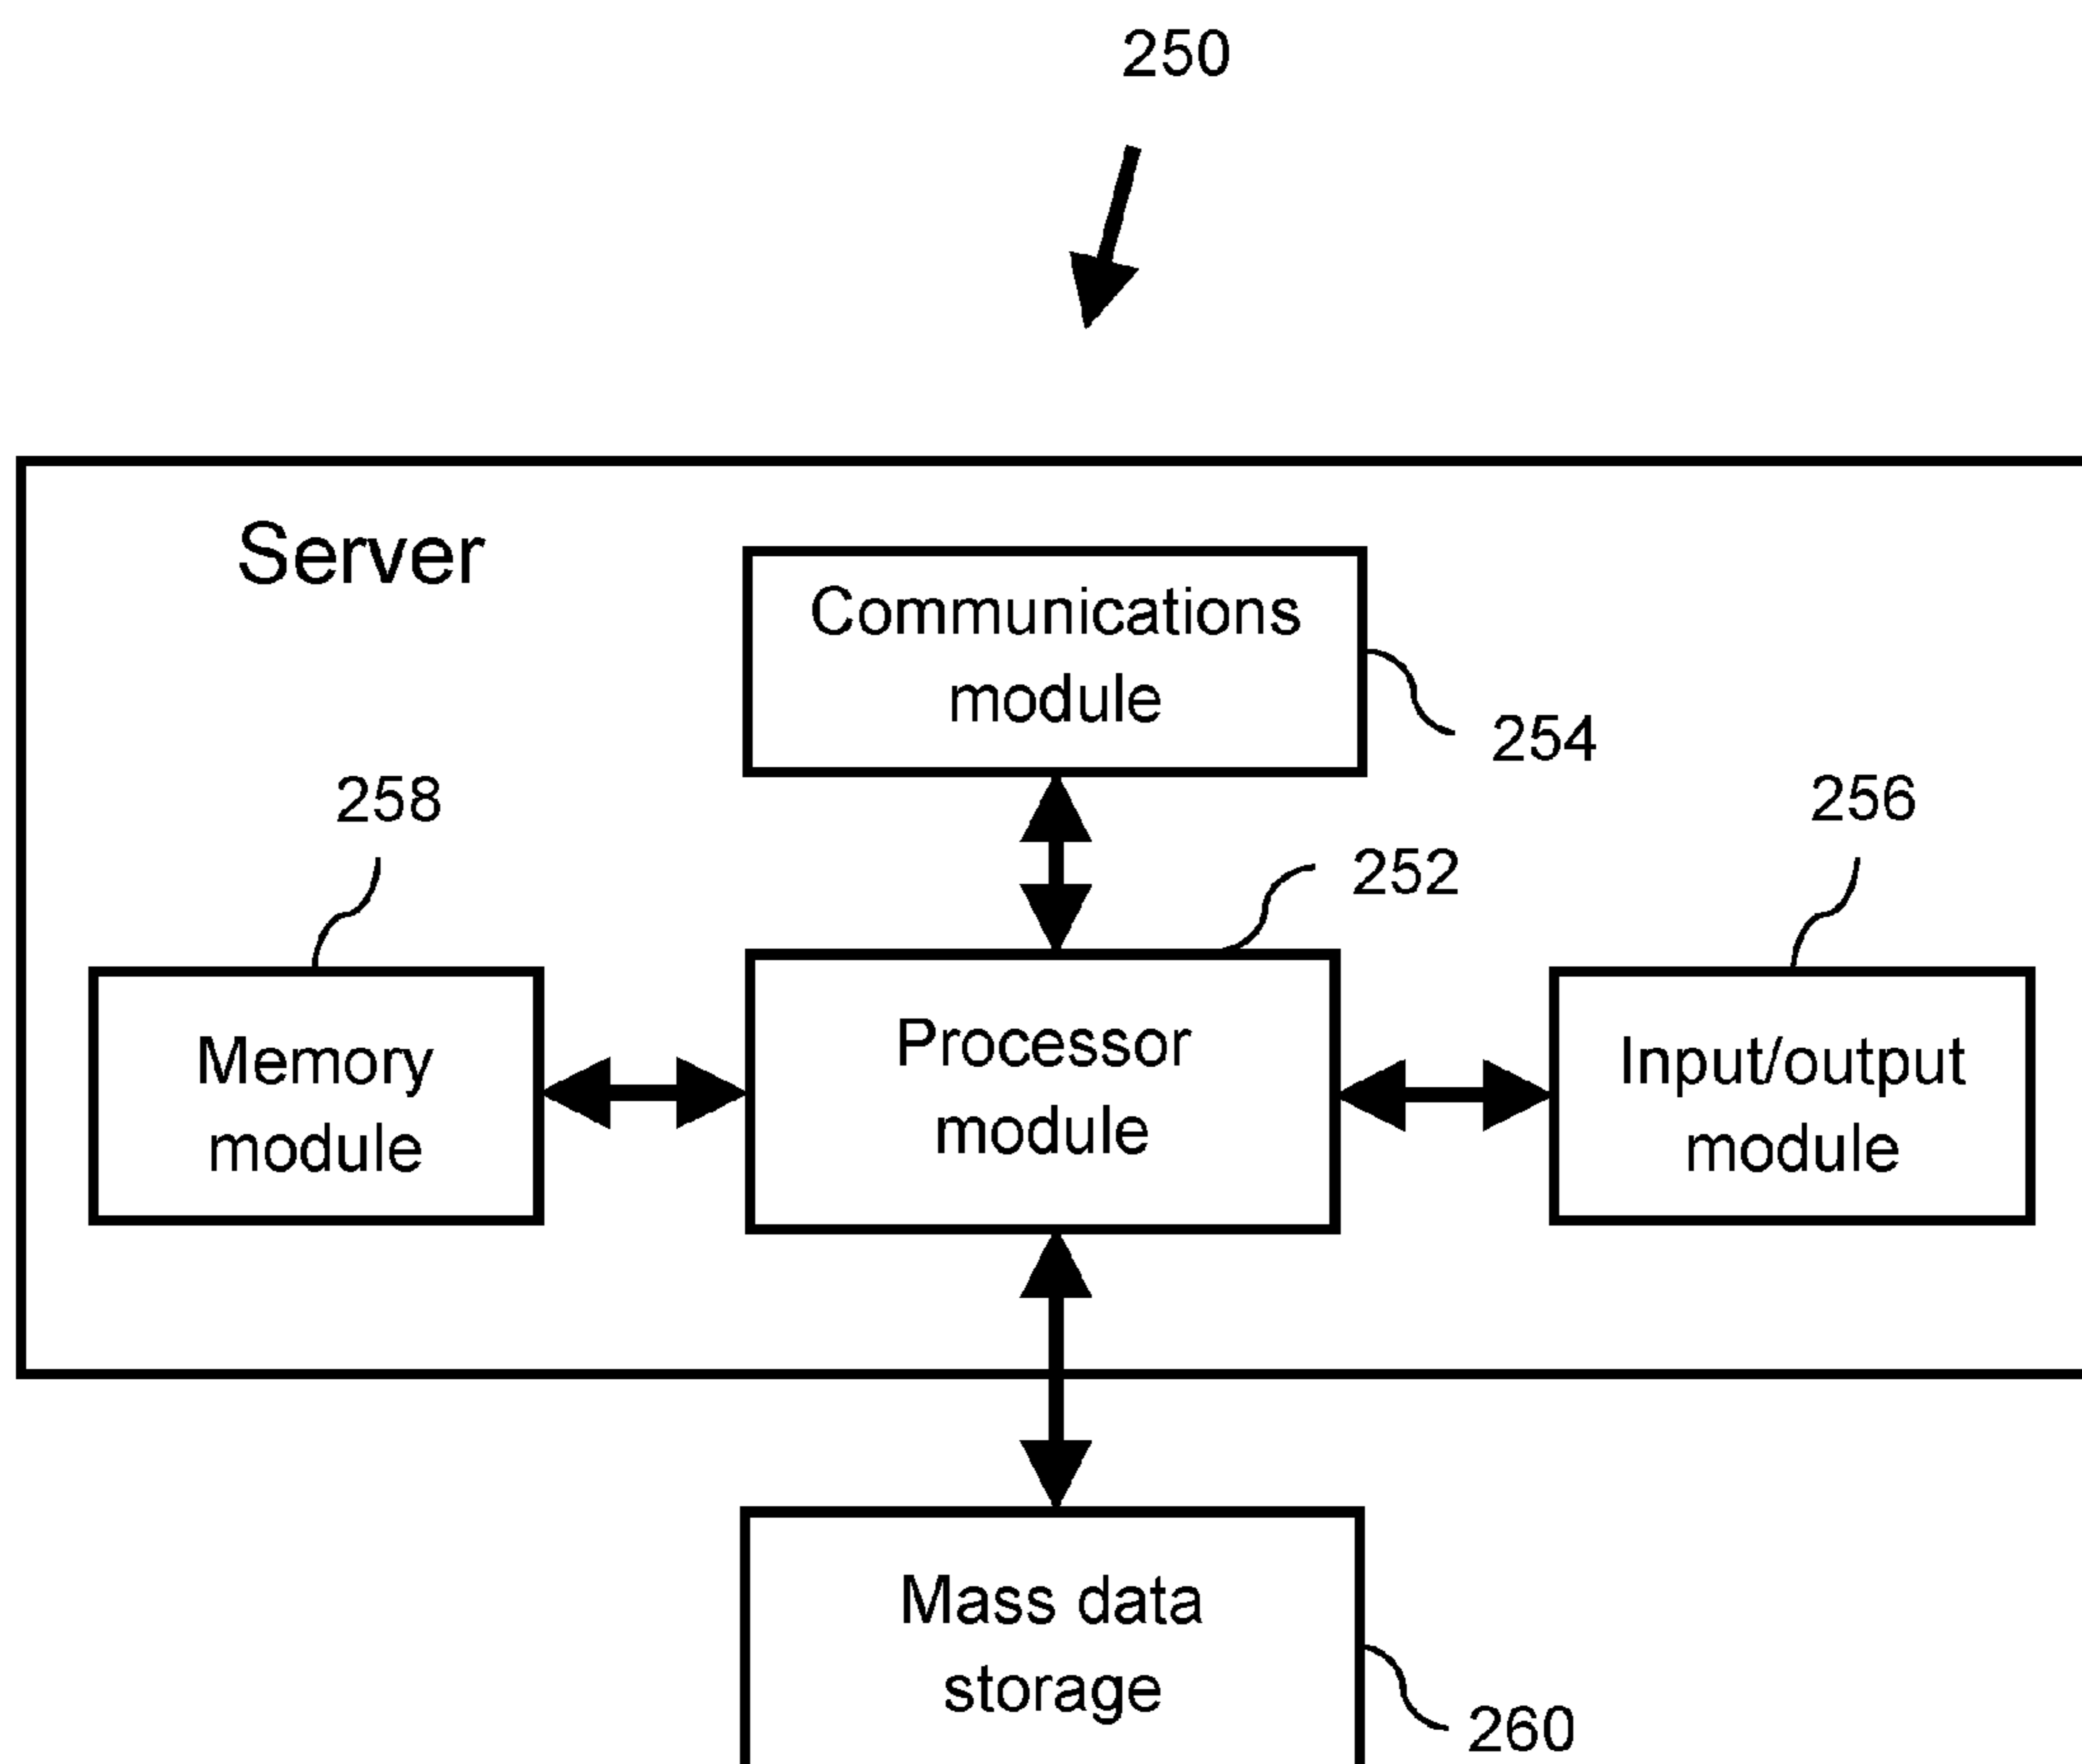 250
Server
Communications
module
254
258
256
252
Memory
module
Processor
module
Input/output
module
Mass data
storage
260